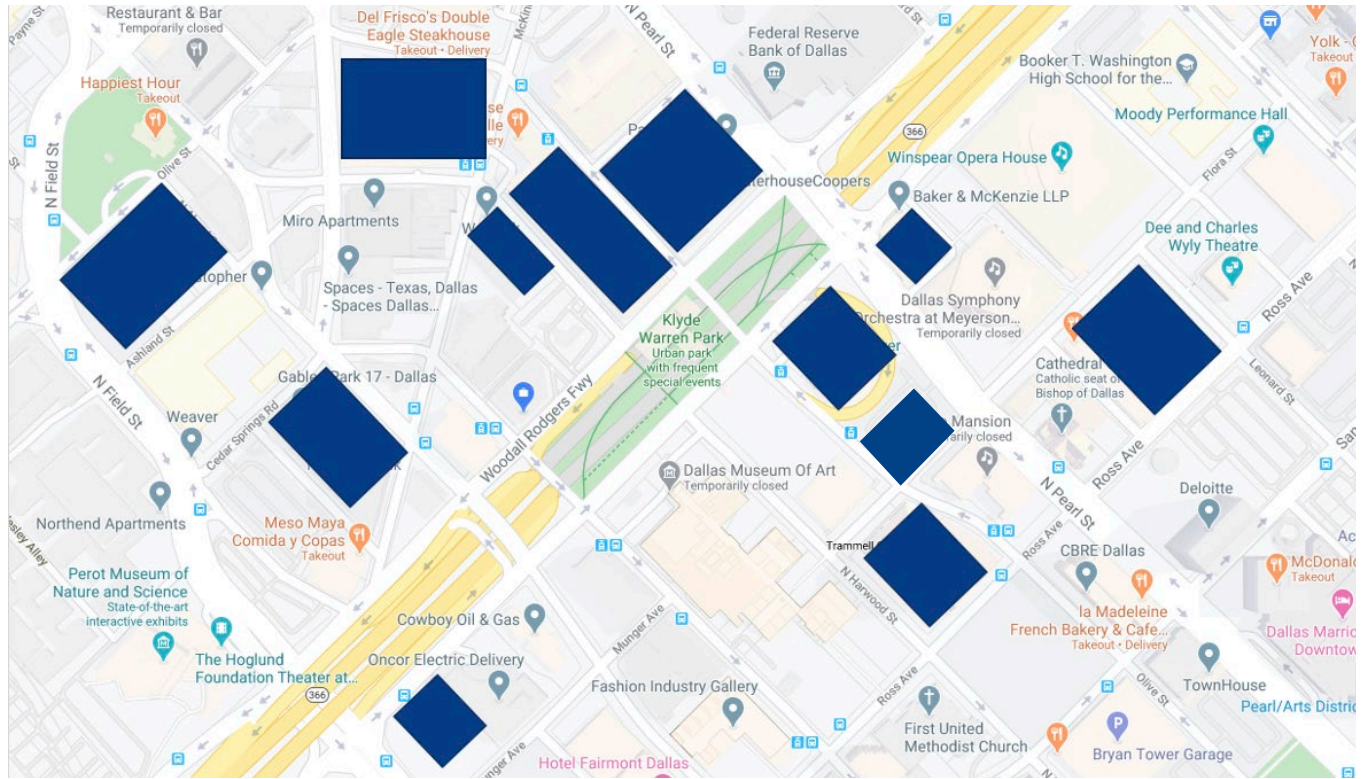 Payne St
Restaurant & Bar
Temporarily closed
Del Frisco's Double
Eagle Steakhouse
Takeout • Delivery
N Pearl St
Federal Reserve
Bank of Dallas
Booker T. Washington
High School for the...
Yolk -
Takeout
Happiest Hour
Takeout
Moody Performance Hall
366
N Field St
Olive St
Winspear Opera House
Flora St
Baker & McKenzie LLP
Miro Apartments
Dee and Charles
Wyly Theatre
Spaces - Texas, Dallas
- Spaces Dallas...
Ross Ave
Dallas Symphony
Orchestra at Meyerson...
Temporarily closed
Klyde
Warren Park
Urban park
with frequent
special events
Ashland St
Cathedral
Catholic seat of
Bishop of Dallas
Leonard St
N Field St
Gables Park 17 - Dallas
Woodall Rodgers Fwy
Weaver
Cedar Springs Rd
Mansion
Dallas Museum Of Art
Temporarily closed
Ross Ave
N Pearl St
Deloitte
Northend Apartments
Meso Maya
Comida y Copas
Takeout
Ross Ave
CBRE Dallas
McDonald
Takeout
N Harwood St
Perot Museum of
Nature and Science
State-of-the-art
interactive exhibits
la Madeleine
French Bakery & Cafe...
Takeout • Delivery
Cowboy Oil & Gas
Munger Ave
Dallas Marrio
Downtow
The Hoglund
Foundation Theater at...
Oncor Electric Delivery
366
Fashion Industry Gallery
Ross Ave
TownHouse
Olive St
Pearl/Arts Distric
First United
Methodist Church
Bryan Tower Garage
Hotel Fairmont Dallas